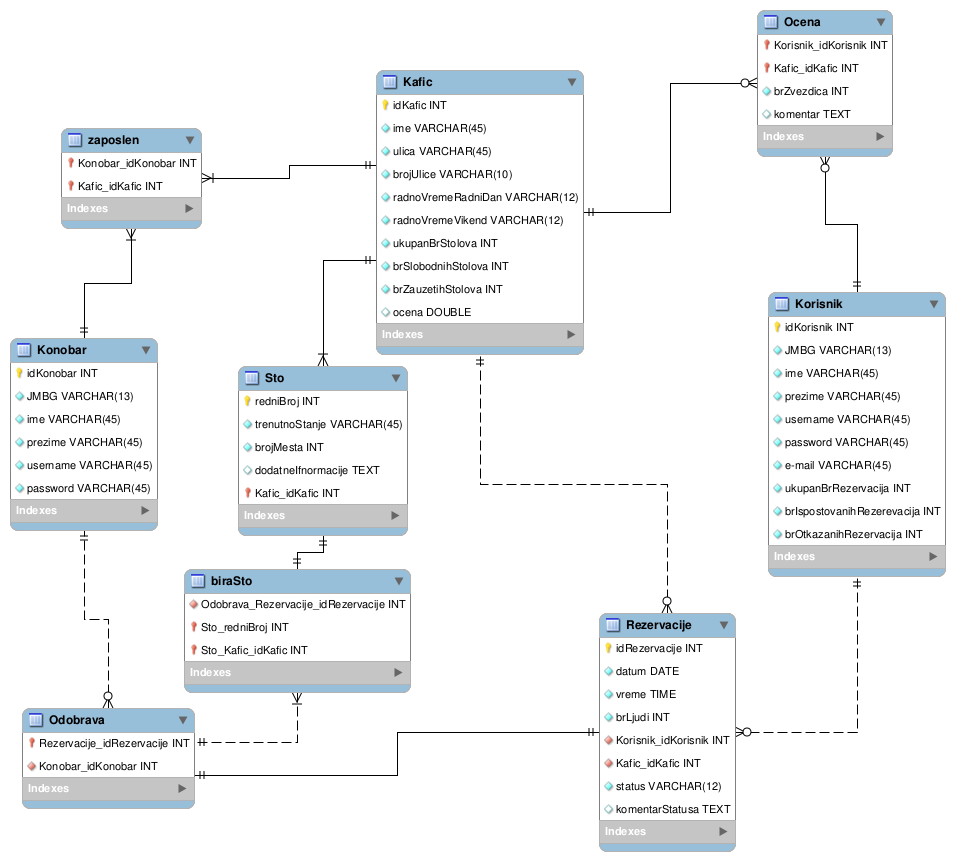 Ocena
Korisnik_idKorisnik INT
Kafic_idKafic INT
brZvezdica INT
komentar TEXT
Indexes
Kafic
idKafic INT
ime VARCHAR(45)
ulica VARCHAR(45)
brojUlice VARCHAR(10)
radnoVremeRadniDan VARCHAR(12)
radnoVremeVikend VARCHAR(12)
ukupanBrStolova INT
brSlobodnihStolova INT
brZauzetihStolova INT
ocena DOUBLE
Indexes
zaposlen
Konobar_idKonobar INT
Kafic_idKafic INT
Indexes
Korisnik
idKorisnik INT
JMBG VARCHAR(13)
ime VARCHAR(45)
prezime VARCHAR(45)
username VARCHAR(45)
password VARCHAR(45)
e-mail VARCHAR(45)
ukupanBrRezervacija INT
brIspostovanihRezerevacija INT
brOtkazanihRezervacija INT
Indexes
Konobar
idKonobar INT
JMBG VARCHAR(13)
ime VARCHAR(45)
prezime VARCHAR(45)
username VARCHAR(45)
password VARCHAR(45)
Indexes
Sto
redniBroj INT
trenutnoStanje VARCHAR(45)
brojMesta INT
dodatneIfnormacije TEXT
Kafic_idKafic INT
Indexes
biraSto
Odobrava_Rezervacije_idRezervacije INT
Sto_redniBroj INT
Sto_Kafic_idKafic INT
Indexes
Rezervacije
idRezervacije INT
datum DATE
vreme TIME
brLjudi INT
Korisnik_idKorisnik INT
Kafic_idKafic INT
status VARCHAR(12)
komentarStatusa TEXT
Indexes
Odobrava
Rezervacije_idRezervacije INT
Konobar_idKonobar INT
Indexes